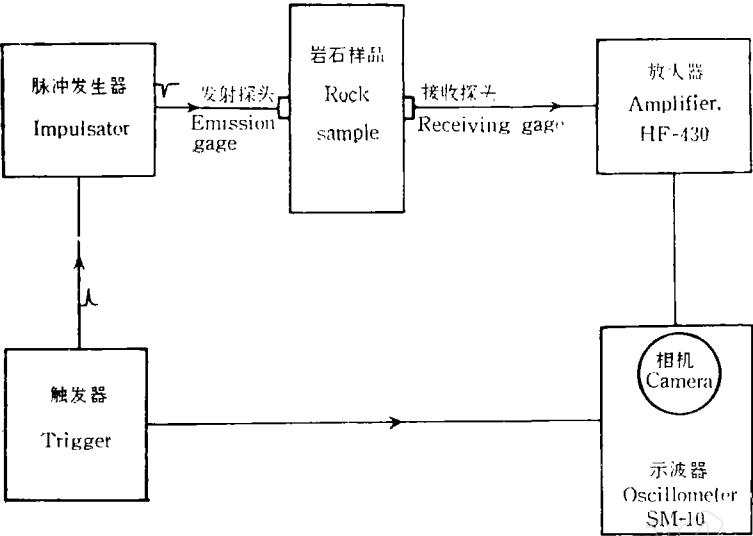 脉冲发生器
Impulsator
发射探头
Emission
gage
岩石样品
Rock
sample
接收探头
Receiving gage
放大器
Amplifier.
HF-430
触发器
Trigger
相机
Camera
示波器
Oscillometer
SM-10